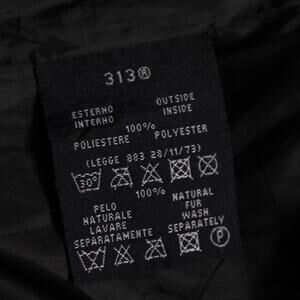 313®
ESTERNO OUTSIDE
INTERNO INSIDE
100%
POLIESTERE POLYESTER
(LEGGE 883 28/11/73)
30°
100%
PELO NATURAL
NATURALE FUR
LAVARE WASH
SEPARATAMENTE SEPARATELY
P